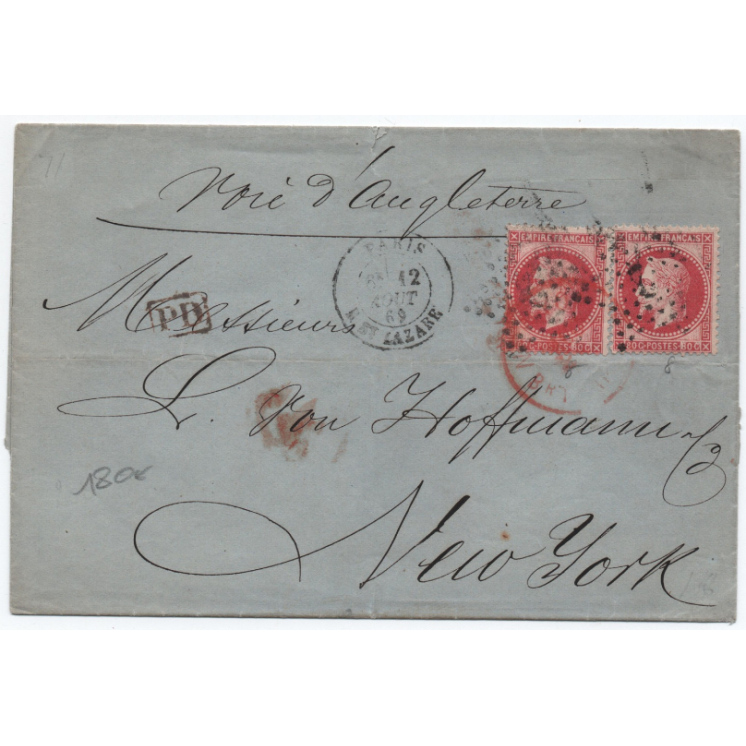 Voie d'Angleterre
EMPIRE FRANCAIS EMPIRE FRANCAIS
PARIS
12
AOUT
69
R. ST LAZARE
Messieurs
PD
POSTES 80 C
L. Von Hoffmann & Co
180€
New York